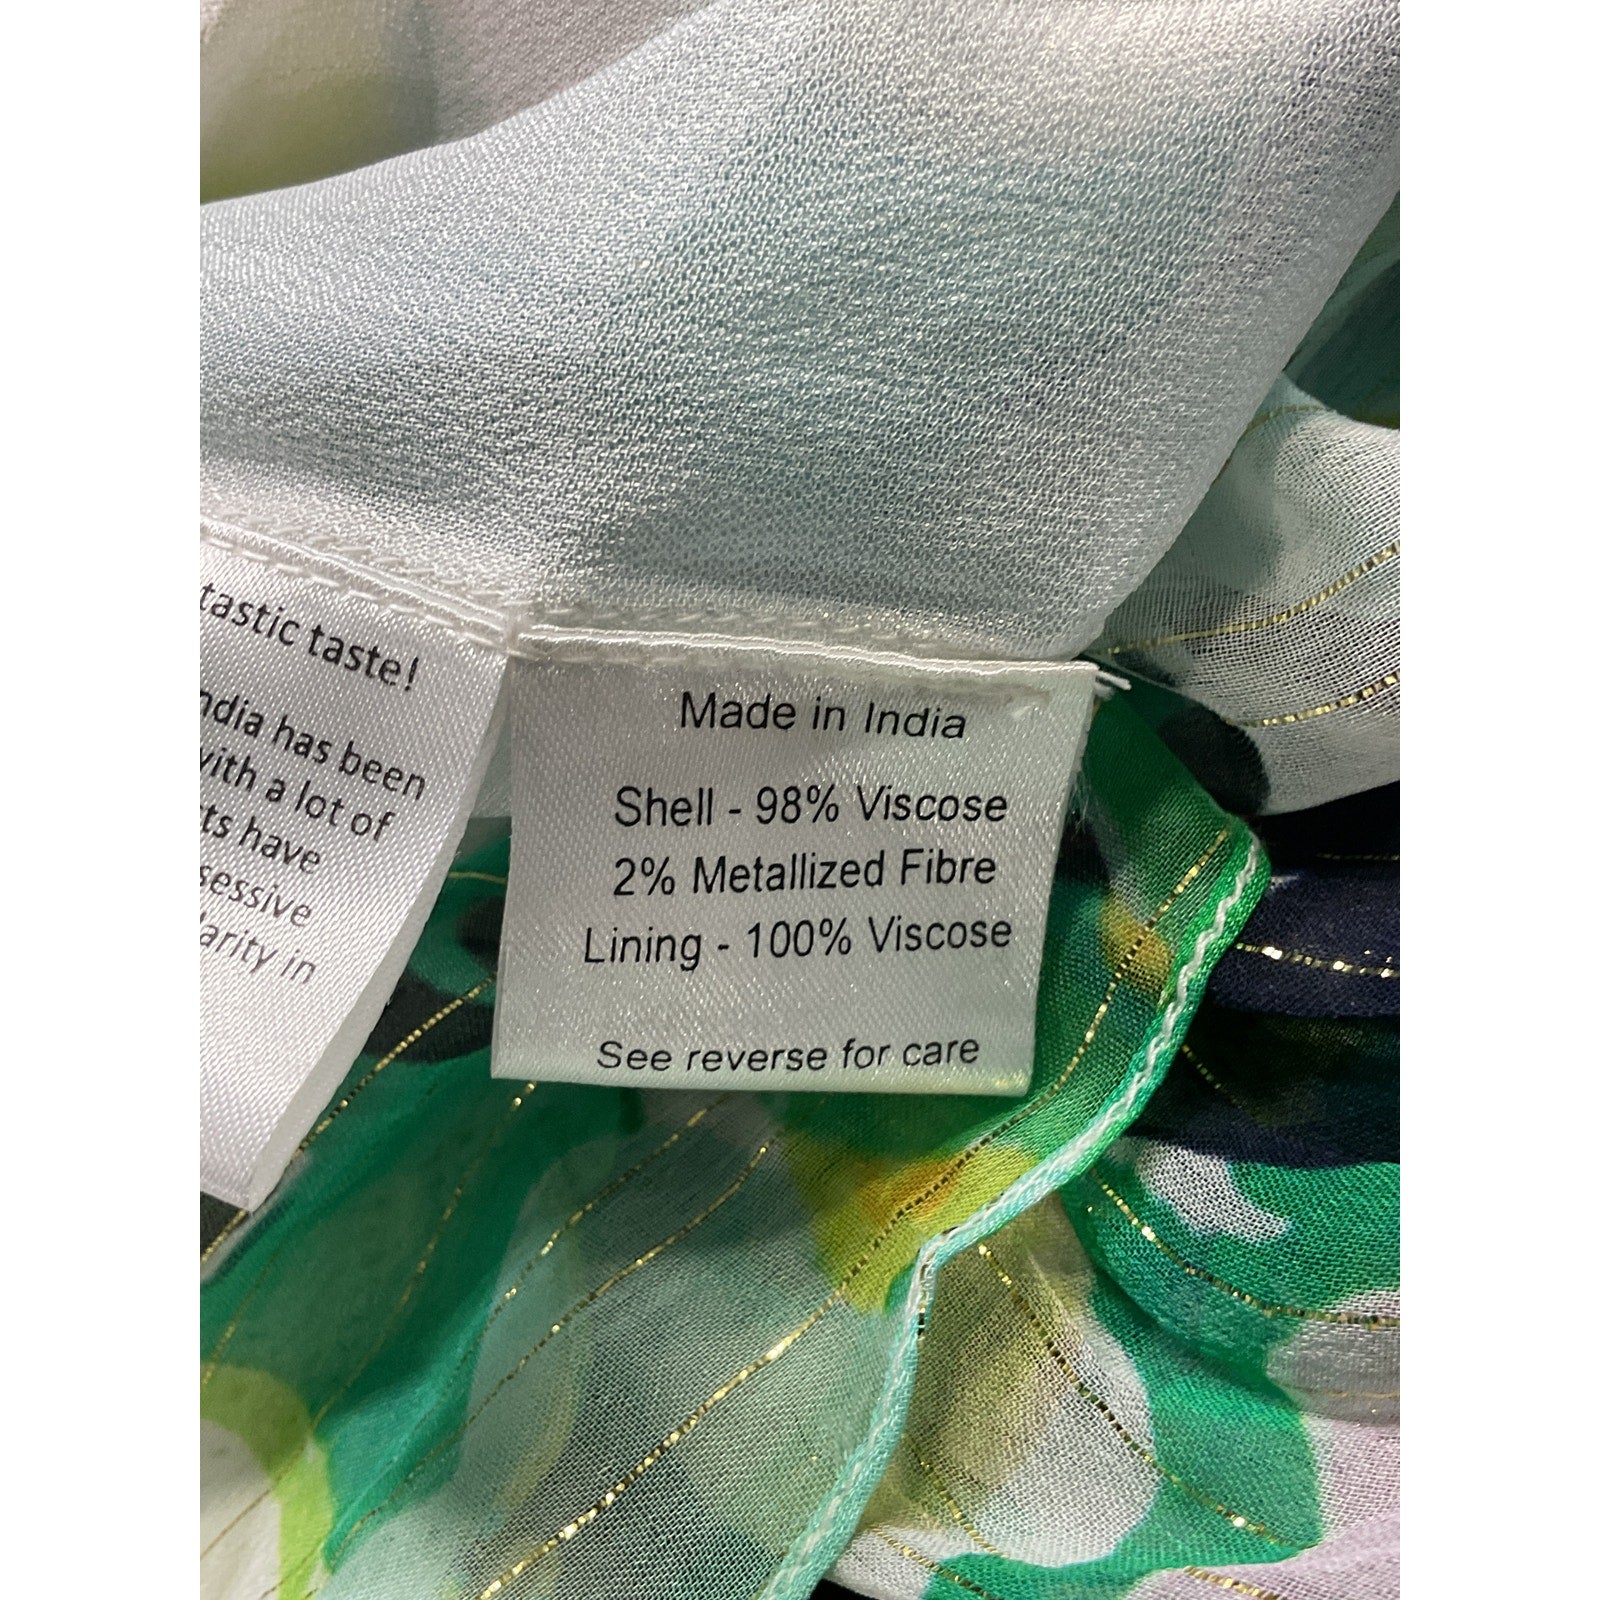 tastic taste!
ndia has been
with a lot of
ts have
sessive
larity in
Made in India
Shell - 98% Viscose
2% Metallized Fibre
Lining - 100% Viscose
See reverse for care